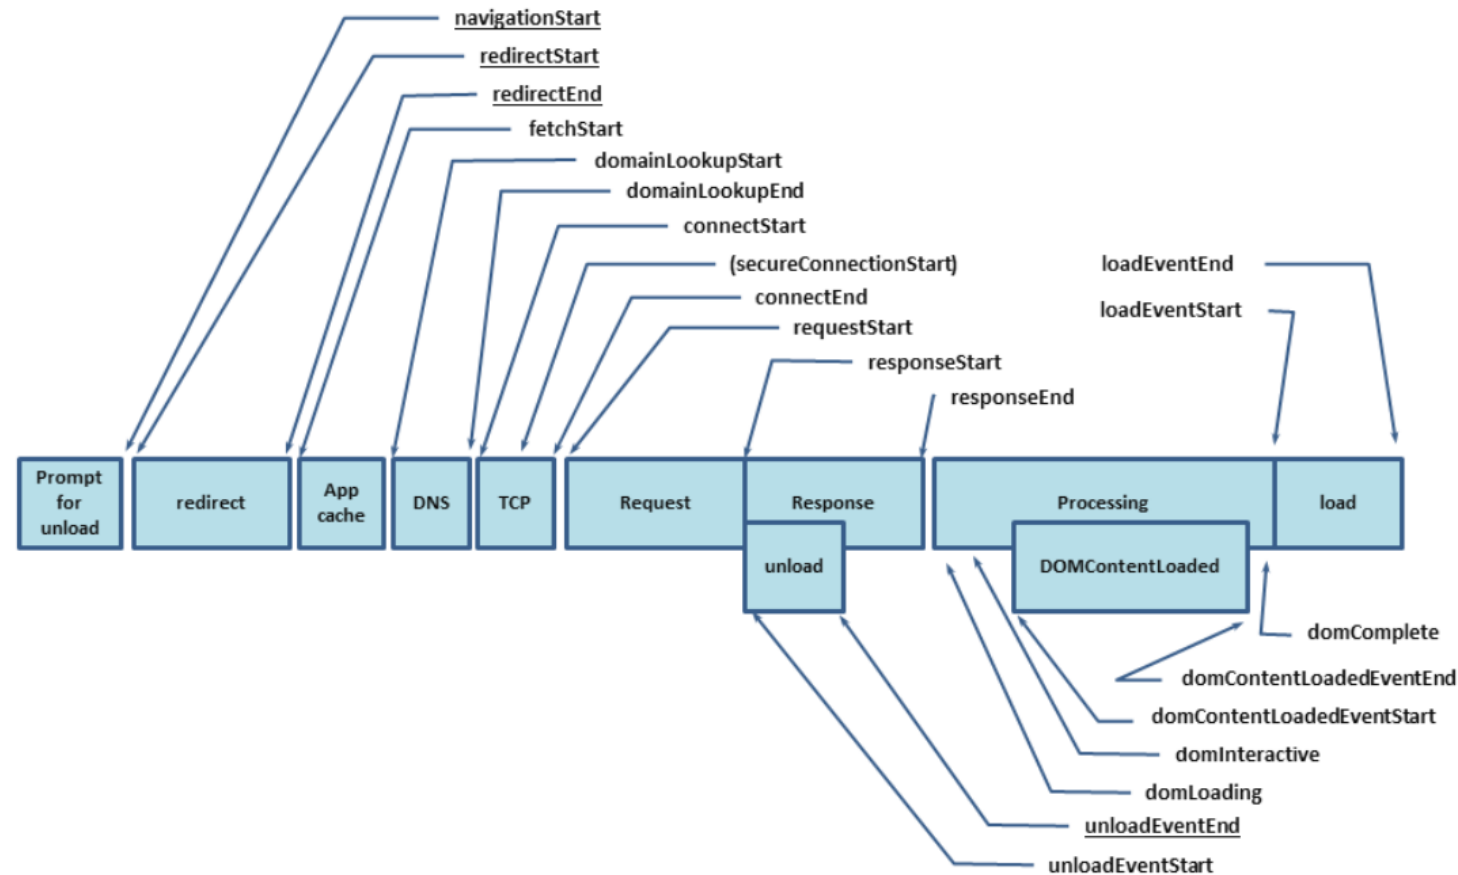 navigationStart
redirectStart
redirectEnd
fetchStart
domainLookupStart
domainLookupEnd
connectStart
(secureConnectionStart)
loadEventEnd
connectEnd
loadEventStart
requestStart
responseStart
responseEnd
Prompt
for
unload
redirect
App
cache
DNS
TCP
Request
Response
Processing
load
unload
DOMContentLoaded
domComplete
domContentLoadedEventEnd
domContentLoadedEventStart
domInteractive
domLoading
unloadEventEnd
unloadEventStart